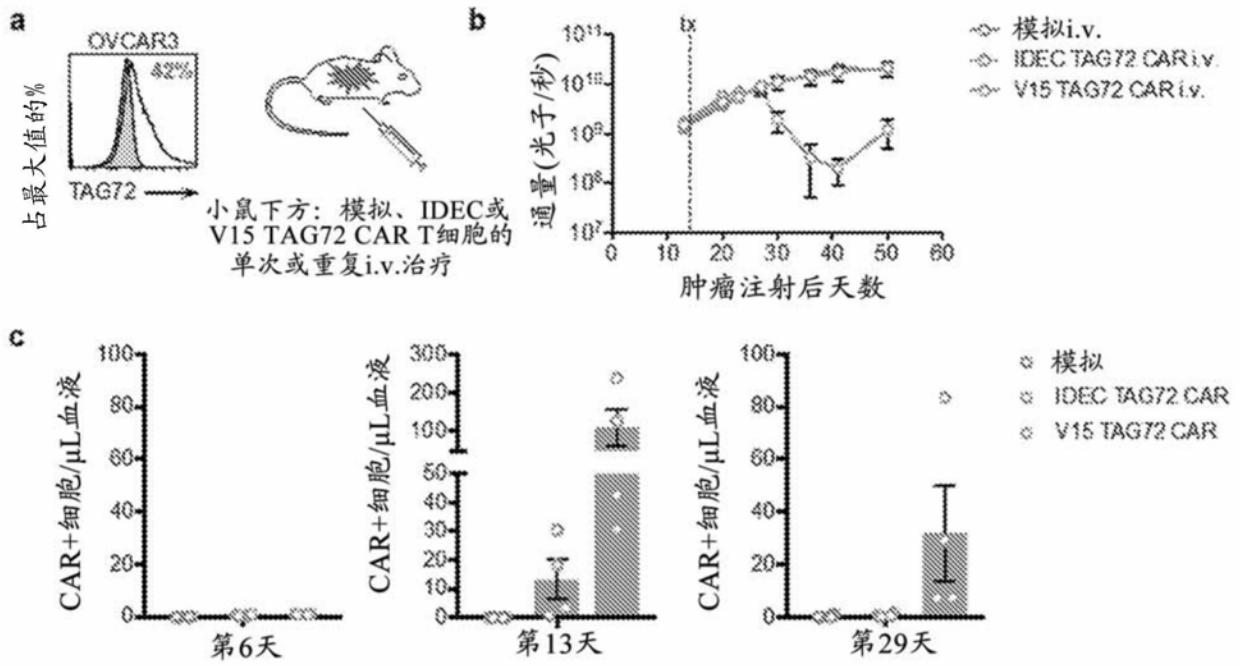 a
OVCAR3
42%
占最大值的%
TAG72
小鼠下方：模拟、IDEC或
V15 TAG72 CAR T细胞的
单次或重复i.v.治疗
b
tx
10¹¹
10¹⁰
10⁹
10⁸
10⁷
通量(光子/秒)
0 10 20 30 40 50 60
肿瘤注射后天数
模拟i.v.
IDEC TAG72 CAR i.v.
V15 TAG72 CAR i.v.
c
CAR+细胞/μL血液
100
80
60
40
20
0
第6天
CAR+细胞/μL血液
300
200
100
50
40
30
20
10
0
第13天
CAR+细胞/μL血液
100
80
60
40
20
0
第29天
模拟
IDEC TAG72 CAR
V15 TAG72 CAR